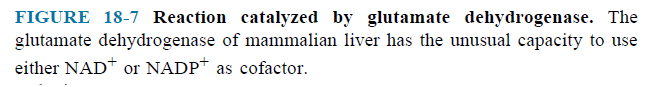 FIGURE 18-7 Reaction catalyzed by glutamate dehydrogenase. The
glutamate dehydrogenase of mammalian liver has the unusual capacity to use
either NAD⁺ or NADP⁺ as cofactor.